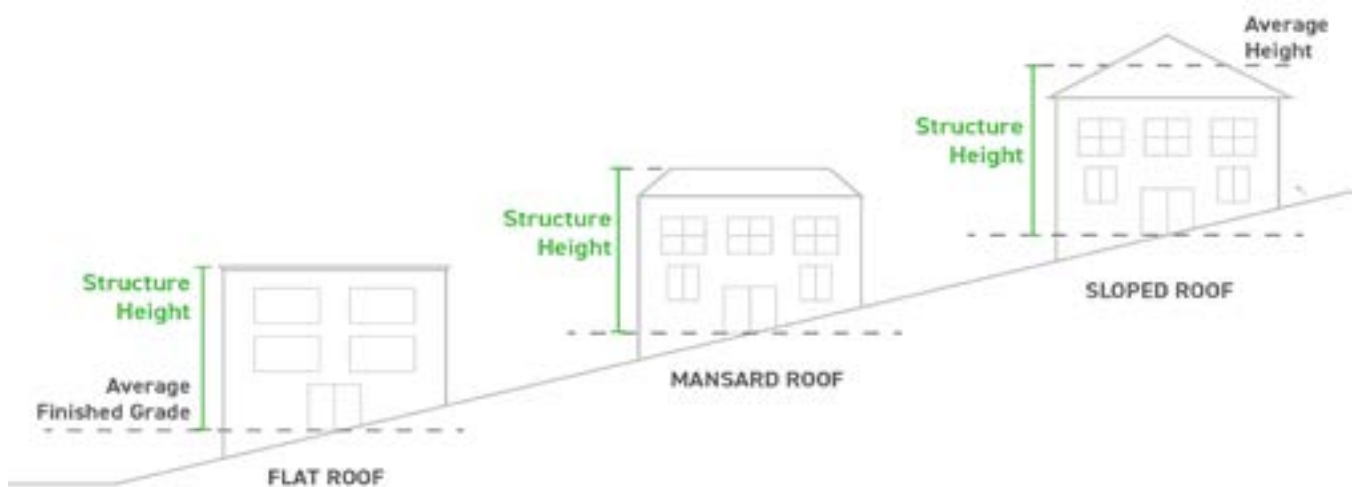 Average
Height
Structure
Height
SLOPED ROOF
Structure
Height
MANSARD ROOF
Structure
Height
Average
Finished Grade
FLAT ROOF